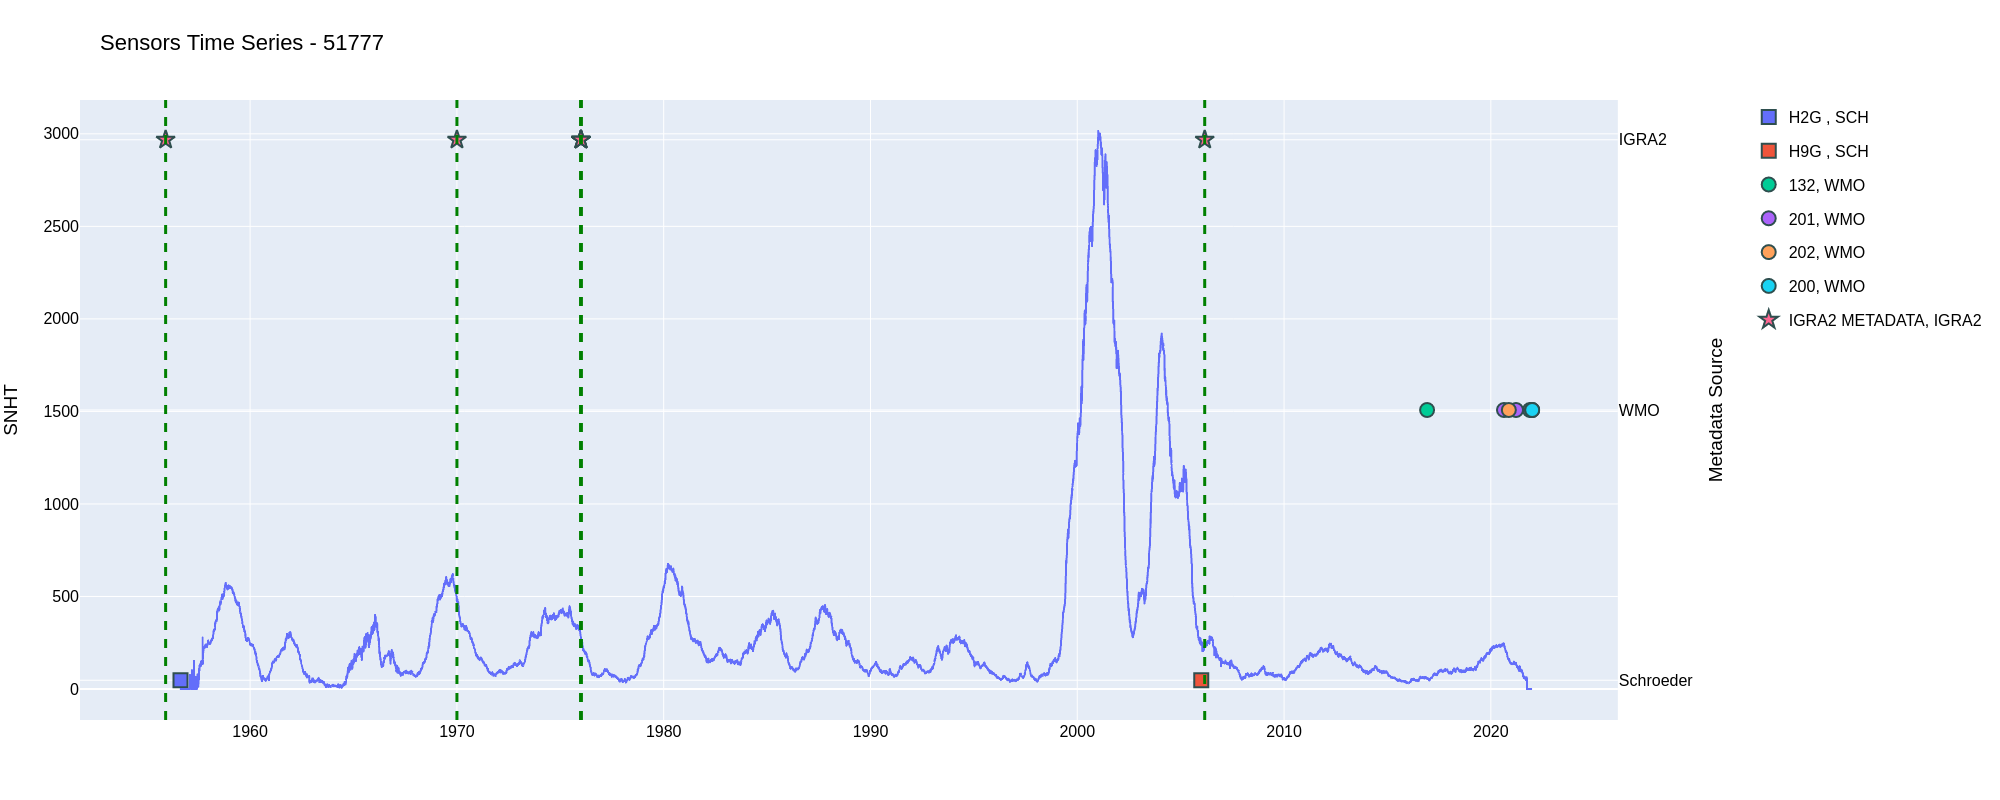 Sensors Time Series - 51777
SNHT
3000
2500
2000
1500
1000
500
0
1960
1970
1980
1990
2000
2010
2020
IGRA2
WMO
Schroeder
Metadata Source
H2G , SCH
H9G , SCH
132, WMO
201, WMO
202, WMO
200, WMO
IGRA2 METADATA, IGRA2